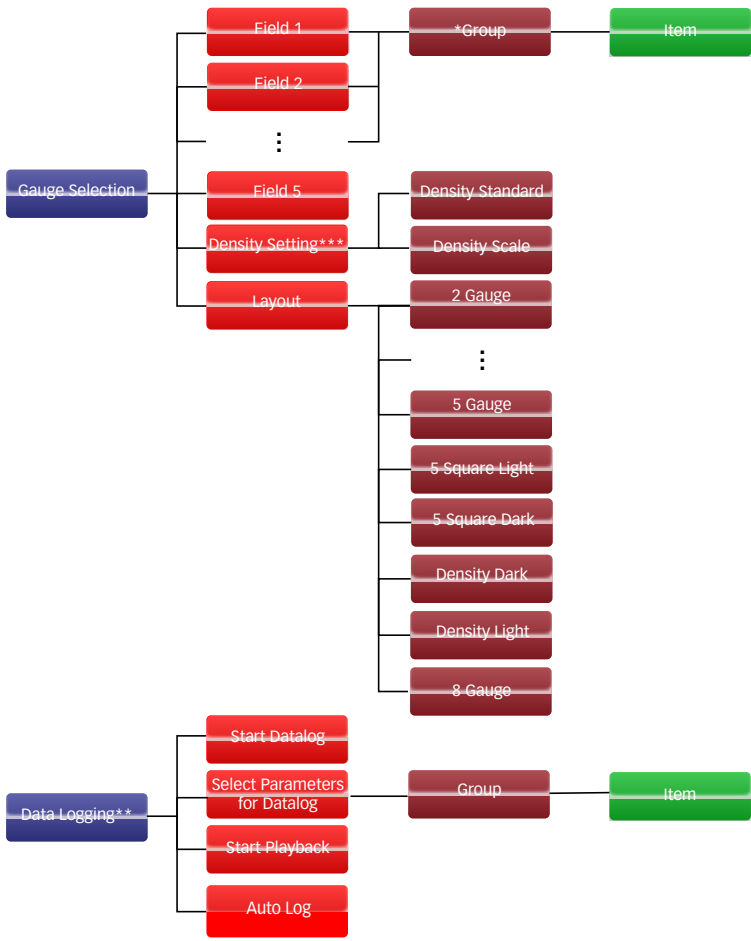 Field 1
*Group
Item
Field 2
⋮
Gauge Selection
Field 5
Density Standard
Density Setting***
Density Scale
Layout
2 Gauge
⋮
5 Gauge
5 Square Light
5 Square Dark
Density Dark
Density Light
8 Gauge
Start Datalog
Select Parameters
for Datalog
Group
Item
Data Logging**
Start Playback
Auto Log